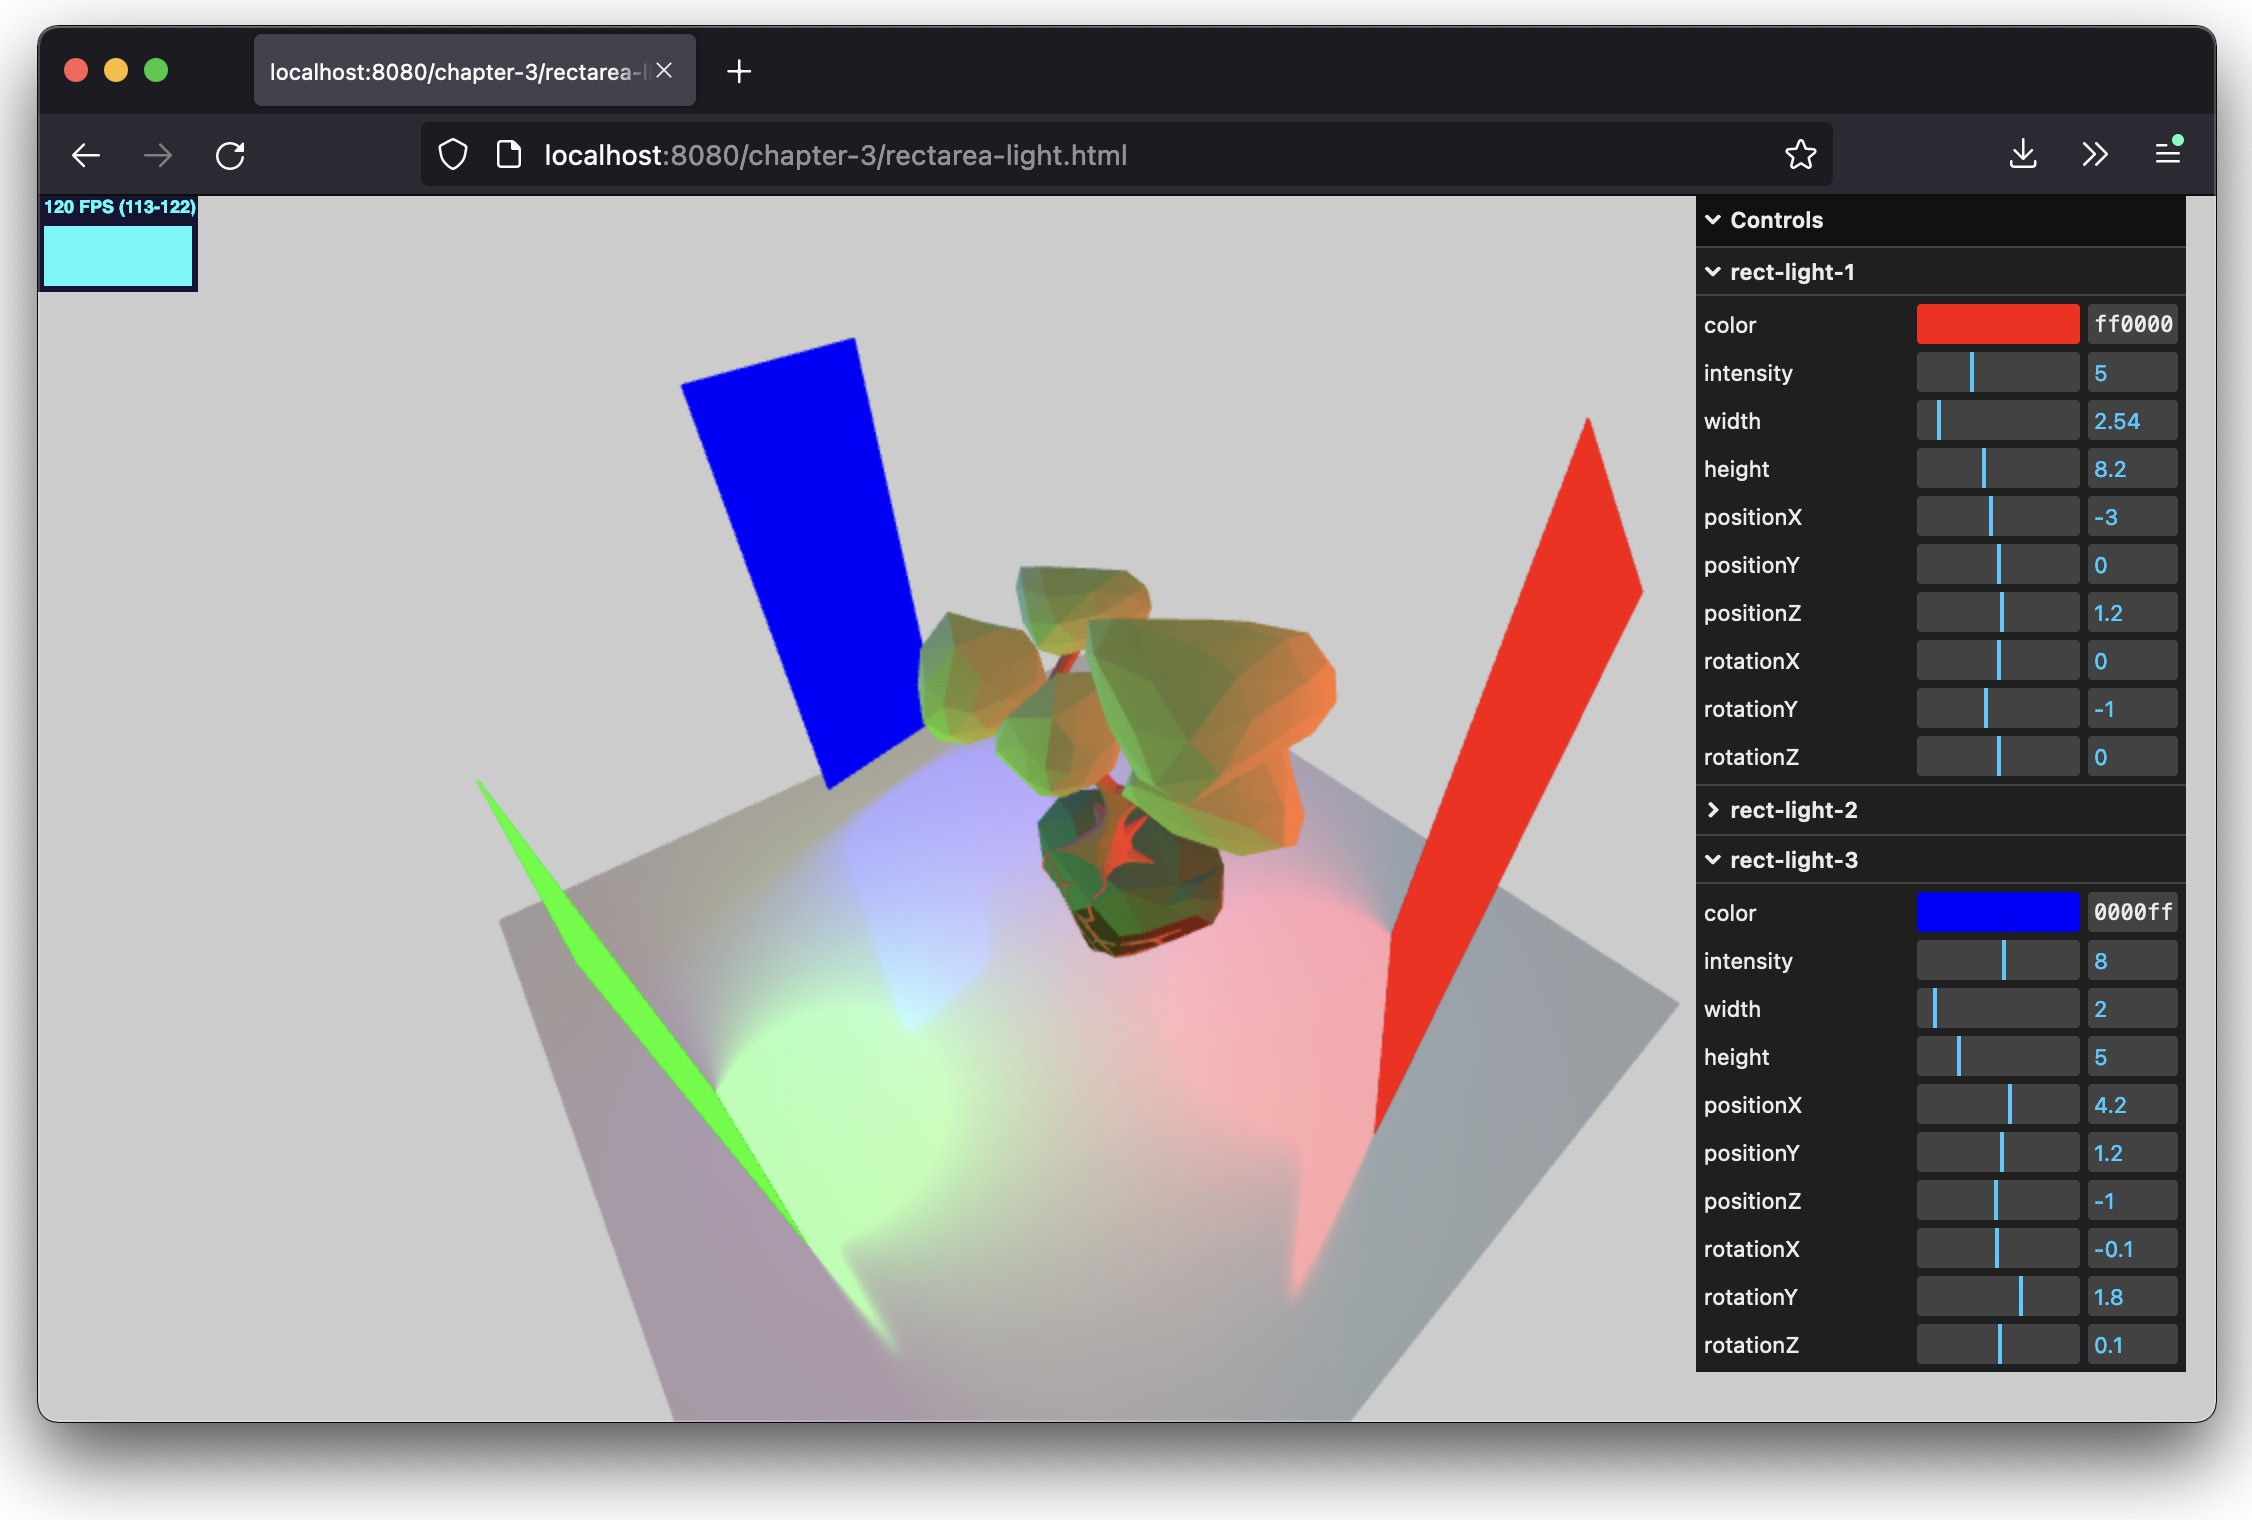 localhost:8080/chapter-3/rectarea-l
localhost:8080/chapter-3/rectarea-light.html
120 FPS (113-122)
Controls
rect-light-1
color ff0000
intensity 5
width 2.54
height 8.2
positionX -3
positionY 0
positionZ 1.2
rotationX 0
rotationY -1
rotationZ 0
rect-light-2
rect-light-3
color 0000ff
intensity 8
width 2
height 5
positionX 4.2
positionY 1.2
positionZ -1
rotationX -0.1
rotationY 1.8
rotationZ 0.1